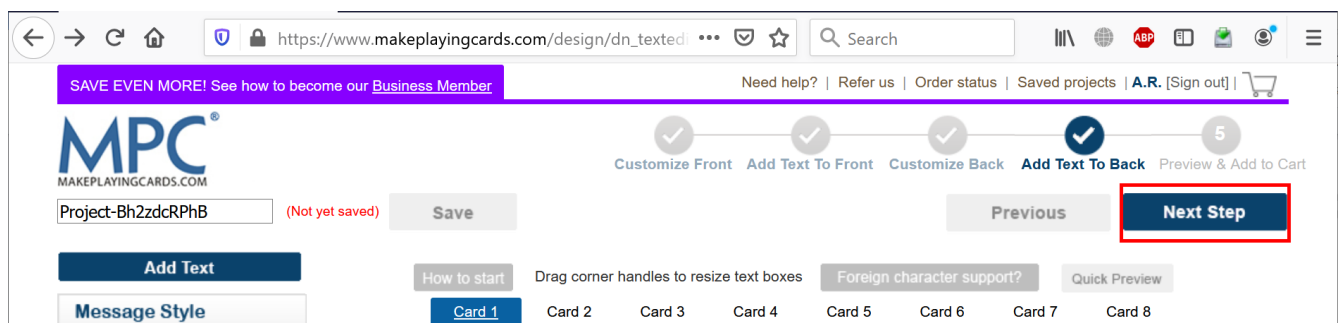 https://www.makeplayingcards.com/design/dn_textedi ••• Search ABP
SAVE EVEN MORE! See how to become our Business Member
Need help? | Refer us | Order status | Saved projects | A.R. [Sign out] |
MPC®
MAKEPLAYINGCARDS.COM
5
Customize Front Add Text To Front Customize Back Add Text To Back Preview & Add to Cart
Project-Bh2zdcRPhB (Not yet saved) Save Previous Next Step
Add Text
How to start Drag corner handles to resize text boxes Foreign character support? Quick Preview
Message Style
Card 1 Card 2 Card 3 Card 4 Card 5 Card 6 Card 7 Card 8